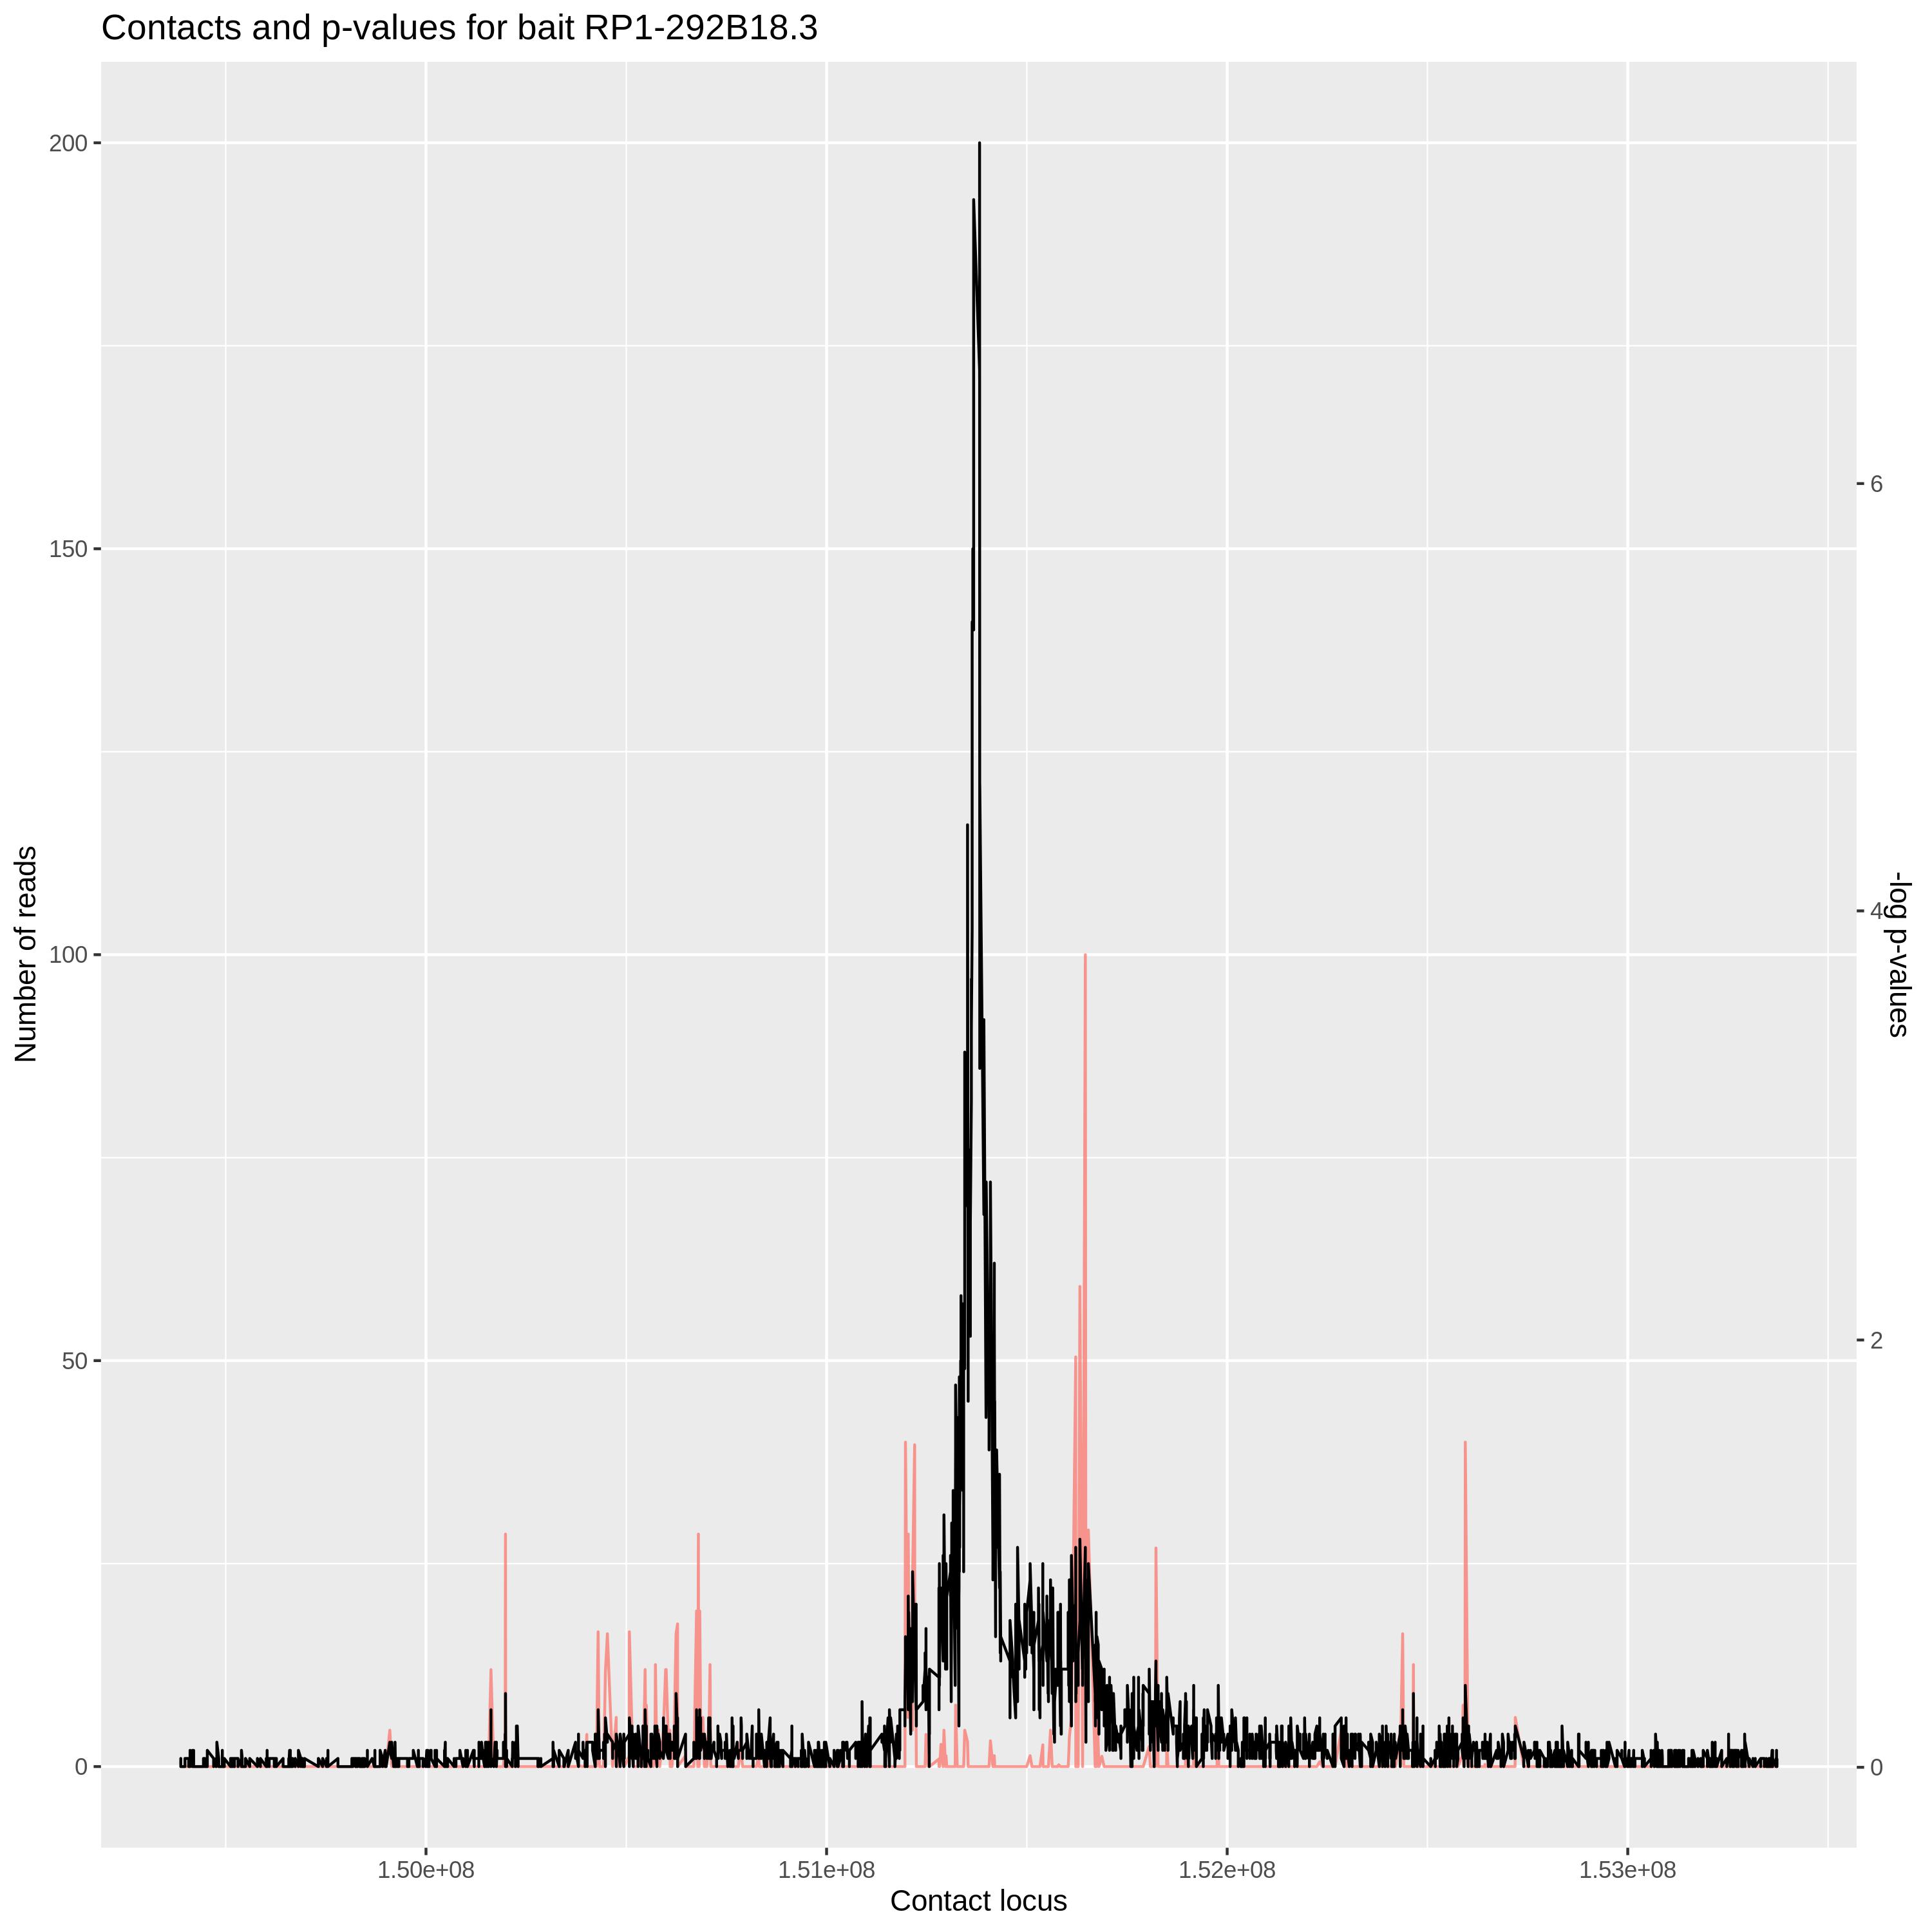 Contacts and p-values for bait RP1-292B18.3
200
150
100
50
0
6
4
2
0
Number of reads
-log p-values
1.50e+08
1.51e+08
1.52e+08
1.53e+08
Contact locus